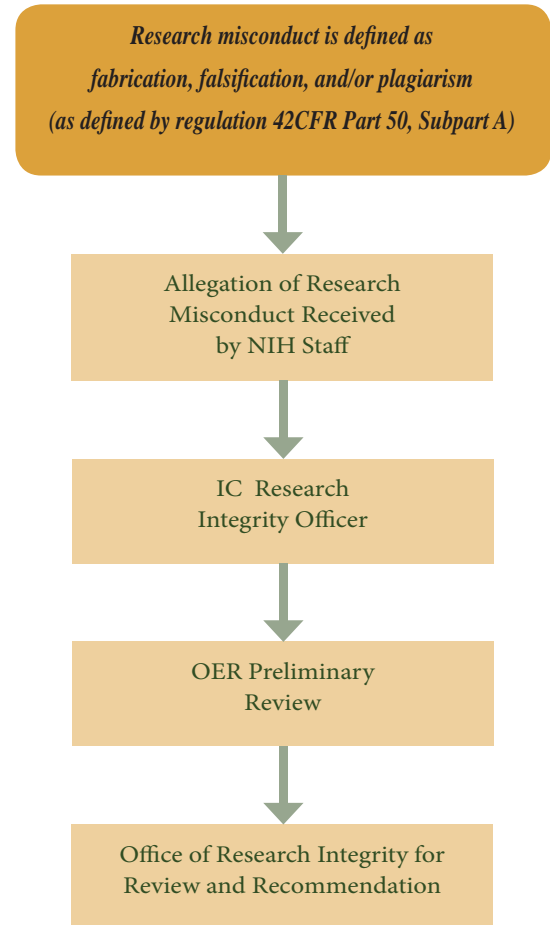 Research misconduct is defined as
fabrication, falsification, and/or plagiarism
(as defined by regulation 42CFR Part 50, Subpart A)
Allegation of Research
Misconduct Received
by NIH Staff
IC  Research
Integrity Officer
OER Preliminary
Review
Office of Research Integrity for
Review and Recommendation